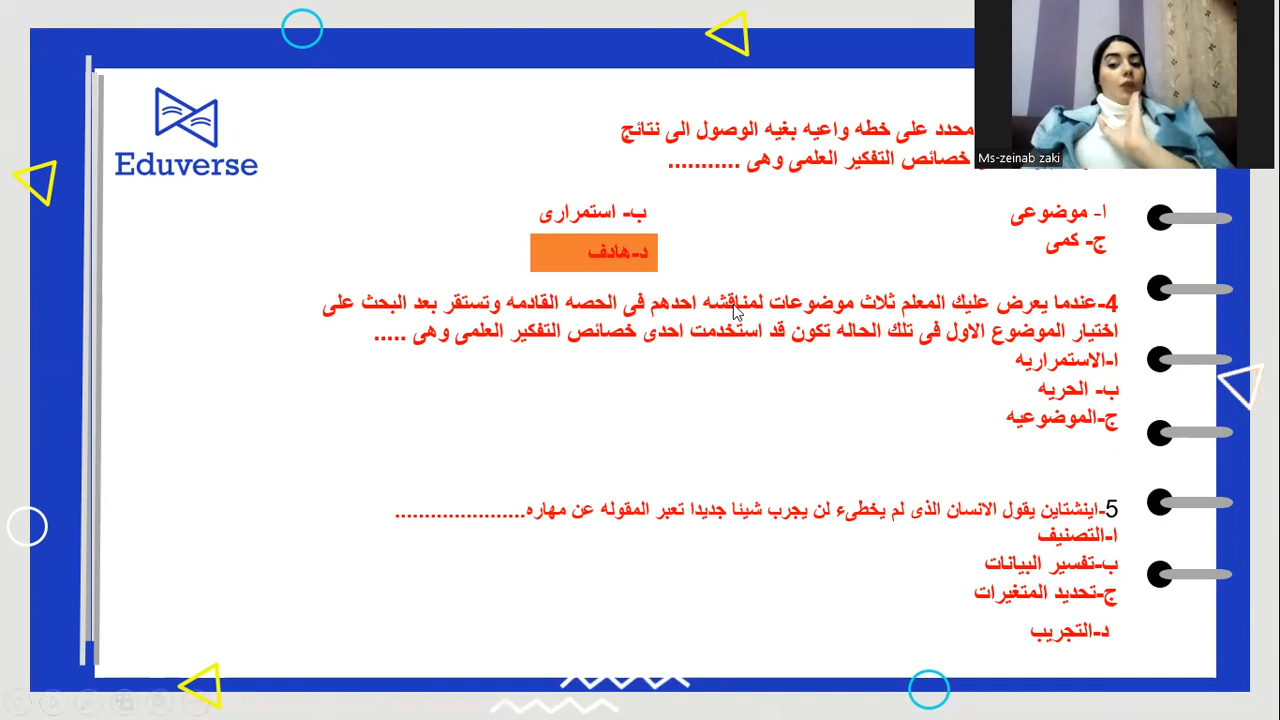 Eduverse
محدد على خطه واعيه بغيه الوصول الى نتائج
خصائص التفكير العلمى وهى ...........
ا- موضوعى
ب- استمرارى
ج- كمى
د-هادف
4-عندما يعرض عليك المعلم ثلاث موضوعات لمناقشه احدهم فى الحصه القادمه وتستقر بعد البحث على
اختيار الموضوع الاول فى تلك الحاله تكون قد استخدمت احدى خصائص التفكير العلمى وهى .....
ا-الاستمراريه
ب- الحريه
ج-الموضوعيه
5-اينشتاين يقول الانسان الذى لم يخطىء لن يجرب شيئا جديدا تعبر المقوله عن مهاره......................
ا-التصنيف
ب-تفسير البيانات
ج-تحديد المتغيرات
د-التجريب
Ms-zeinab zaki